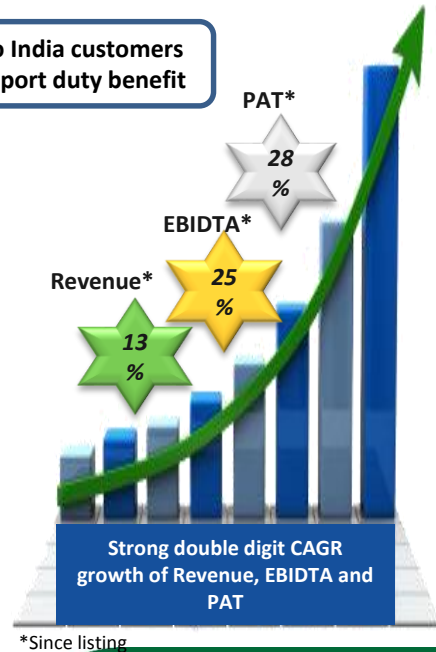 o India customers
port duty benefit
PAT*
28
%
EBIDTA*
25
%
Revenue*
13
%
Strong double digit CAGR
growth of Revenue, EBIDTA and
PAT
*Since listing